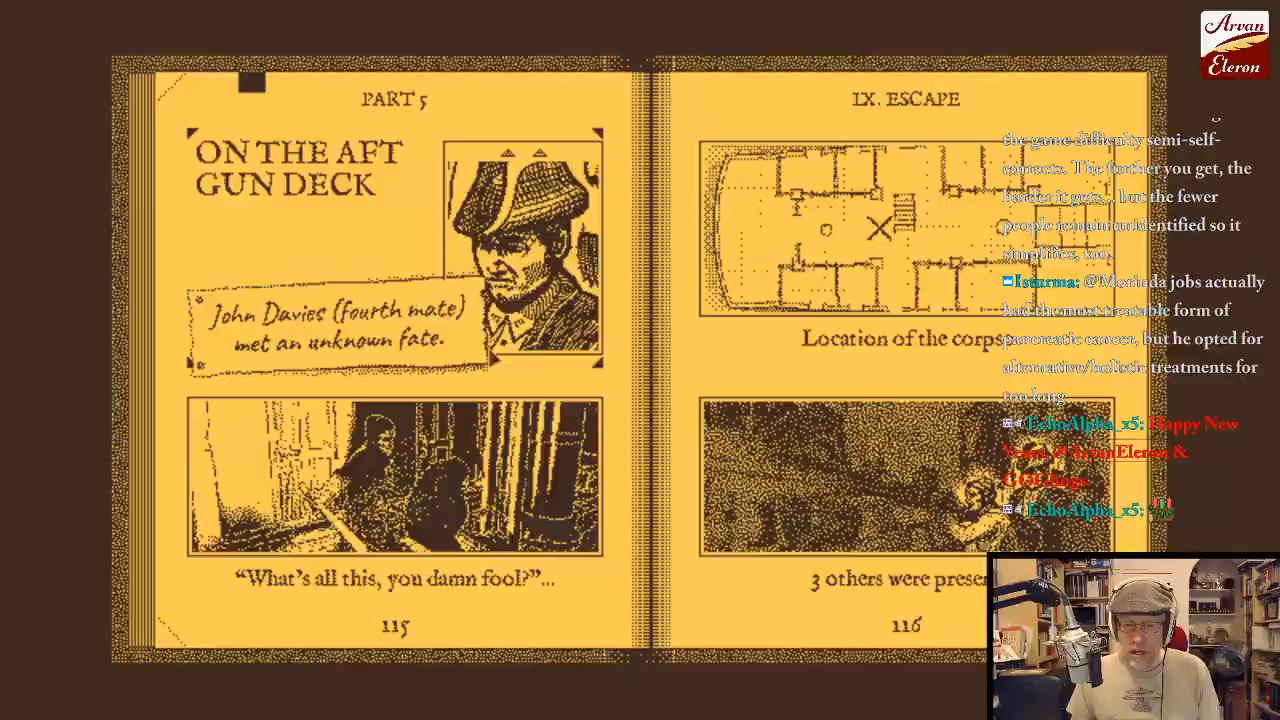 PART 5
ON THE AFT
GUN DECK
John Davies (fourth mate)
met an unknown fate.
"What's all this, you damn fool?"...
115
IX. ESCAPE
Location of the corpse
3 others were present
116
Arvan
Eleron
the game difficulty semi-self-
corrects. The further you get, the
harder it gets... but the fewer
people remain unidentified so it
simplifies, too.
Isturma: @Morinda jobs actually
had the most treatable form of
pancreatic cancer, but he opted for
alternative/holistic treatments for
too long
EchoAlpha_x5: Happy New
Years, @ArvanEleron &
GOGlings.
EchoAlpha_x5: